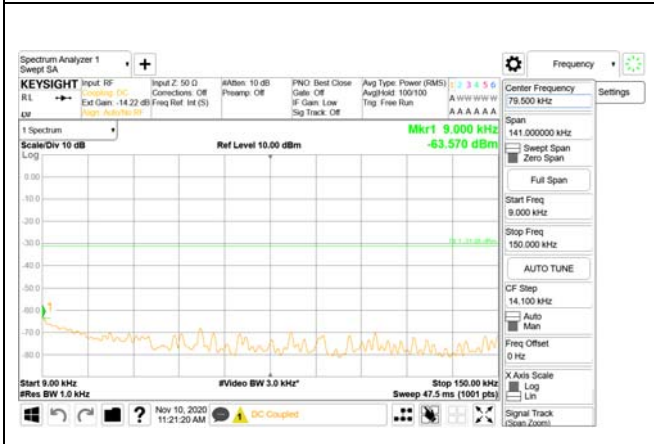 Spectrum Analyzer 1
Swept SA
+
Frequency
KEYSIGHT
Input: RF
Coupling: DC
Ext Gain: -14.22 dB
Align: Auto/No RF
Input Z: 50 Ω
Corrections: Off
Freq Ref: Int (S)
#Atten: 10 dB
Preamp: Off
PNO: Best Close
Gate: Off
IF Gain: Low
Sig Track: Off
Avg Type: Power (RMS)
Avg|Hold: 100/100
Trig: Free Run
1 2 3 4 5 6
A W W W W W
A A A A A A
RL
Center Frequency
79.500 kHz
Settings
Span
141.000000 kHz
Swept Span
Zero Span
Full Span
Start Freq
9.000 kHz
Stop Freq
150.000 kHz
AUTO TUNE
CF Step
14.100 kHz
Auto
Man
Freq Offset
0 Hz
X Axis Scale
Log
Lin
Signal Track
(Span Zoom)
1 Spectrum
Scale/Div 10 dB
Ref Level 10.00 dBm
Mkr1 9.000 kHz
-63.570 dBm
Log
0.00
-10.0
-20.0
-30.0
-40.0
-50.0
-60.0
-70.0
-80.0
1
Start 9.00 kHz
#Res BW 1.0 kHz
#Video BW 3.0 kHz*
Stop 150.00 kHz
Sweep 47.5 ms (1001 pts)
?
Nov 10, 2020
11:21:20 AM
DC Coupled